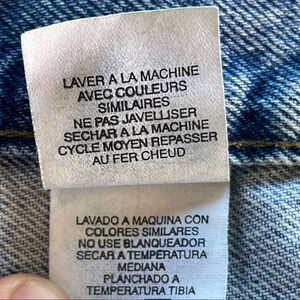 LAVER A LA MACHINE
AVEC COULEURS
SIMILAIRES
NE PAS JAVELLISER
SECHAR A LA MACHINE
CYCLE MOYEN REPASSER
AU FER CHEUD
LAVADO A MAQUINA CON
COLORES SIMILARES
NO USE BLANQUEADOR
SECAR A TEMPERATURA
MEDIANA
PLANCHADO A
TEMPERATURA TIBIA